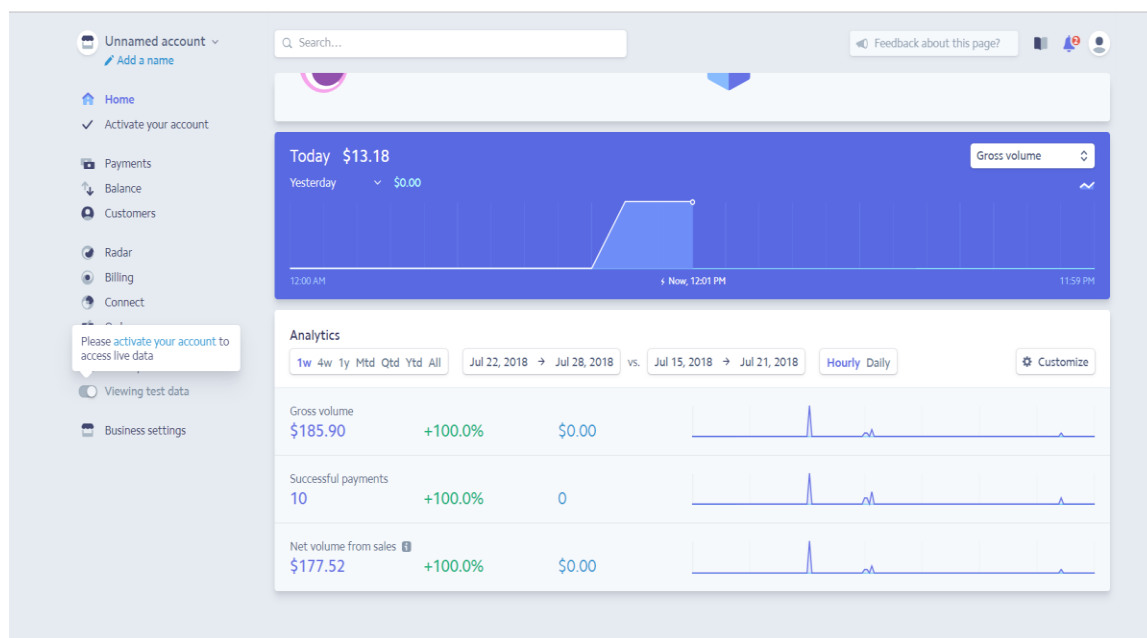 Unnamed account
Add a name
Search...
Feedback about this page?
2
Home
Activate your account
Payments
Balance
Customers
Radar
Billing
Connect
Please activate your account to
access live data
Viewing test data
Business settings
Today $13.18
Gross volume
Yesterday $0.00
12:00 AM Now, 12:01 PM 11:59 PM
Analytics
1w 4w 1y Mtd Qtd Ytd All Jul 22, 2018 → Jul 28, 2018 vs. Jul 15, 2018 → Jul 21, 2018 Hourly Daily Customize
Gross volume
$185.90 +100.0% $0.00
Successful payments
10 +100.0% 0
Net volume from sales i
$177.52 +100.0% $0.00